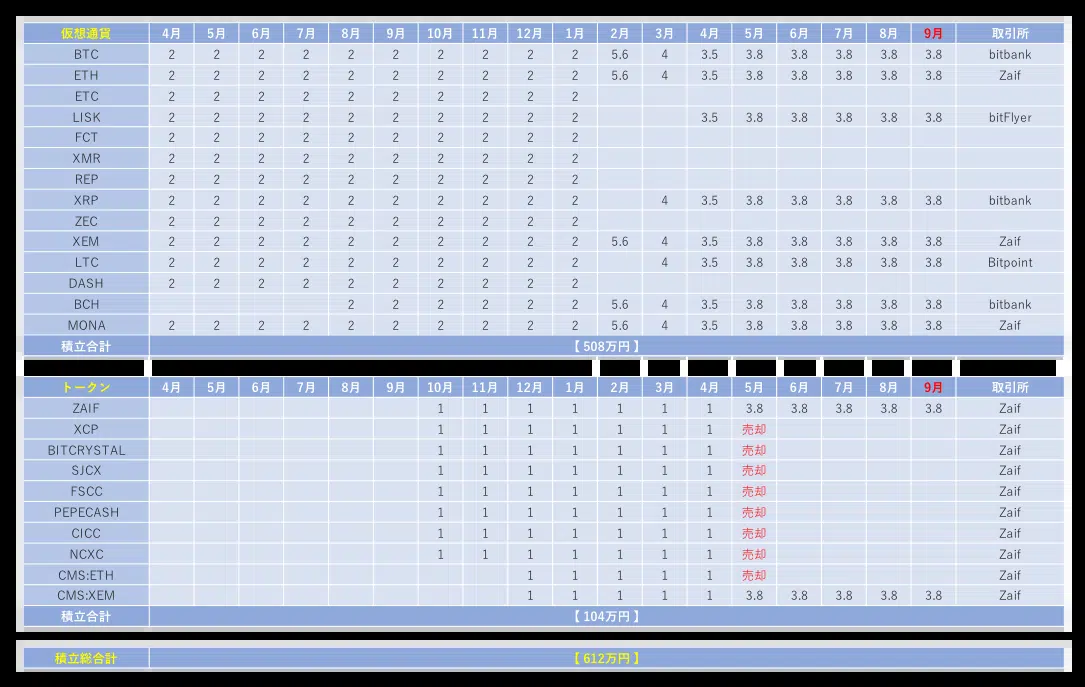 仮想通貨 4月 5月 6月 7月 8月 9月 10月 11月 12月 1月 2月 3月 4月 5月 6月 7月 8月 9月 取引所
BTC 2 2 2 2 2 2 2 2 2 2 5.6 4 3.5 3.8 3.8 3.8 3.8 3.8 bitbank
ETH 2 2 2 2 2 2 2 2 2 2 5.6 4 3.5 3.8 3.8 3.8 3.8 3.8 Zaif
ETC 2 2 2 2 2 2 2 2 2 2
LISK 2 2 2 2 2 2 2 2 2 2 3.5 3.8 3.8 3.8 3.8 3.8 bitFlyer
FCT 2 2 2 2 2 2 2 2 2 2
XMR 2 2 2 2 2 2 2 2 2 2
REP 2 2 2 2 2 2 2 2 2 2
XRP 2 2 2 2 2 2 2 2 2 2 4 3.5 3.8 3.8 3.8 3.8 3.8 bitbank
ZEC 2 2 2 2 2 2 2 2 2 2
XEM 2 2 2 2 2 2 2 2 2 2 5.6 4 3.5 3.8 3.8 3.8 3.8 3.8 Zaif
LTC 2 2 2 2 2 2 2 2 2 2 4 3.5 3.8 3.8 3.8 3.8 3.8 Bitpoint
DASH 2 2 2 2 2 2 2 2 2 2
BCH 2 2 2 2 2 2 5.6 4 3.5 3.8 3.8 3.8 3.8 3.8 bitbank
MONA 2 2 2 2 2 2 2 2 2 2 5.6 4 3.5 3.8 3.8 3.8 3.8 3.8 Zaif
積立合計 【 508万円 】
トークン 4月 5月 6月 7月 8月 9月 10月 11月 12月 1月 2月 3月 4月 5月 6月 7月 8月 9月 取引所
ZAIF 1 1 1 1 1 1 1 3.8 3.8 3.8 3.8 3.8 Zaif
XCP 1 1 1 1 1 1 1 売却 Zaif
BITCRYSTAL 1 1 1 1 1 1 1 売却 Zaif
SJCX 1 1 1 1 1 1 1 売却 Zaif
FSCC 1 1 1 1 1 1 1 売却 Zaif
PEPECASH 1 1 1 1 1 1 1 売却 Zaif
CICC 1 1 1 1 1 1 1 売却 Zaif
NCXC 1 1 1 1 1 1 1 売却 Zaif
CMS:ETH 1 1 1 1 1 売却 Zaif
CMS:XEM 1 1 1 1 1 3.8 3.8 3.8 3.8 3.8 Zaif
積立合計 【 104万円 】
積立総合計 【 612万円 】